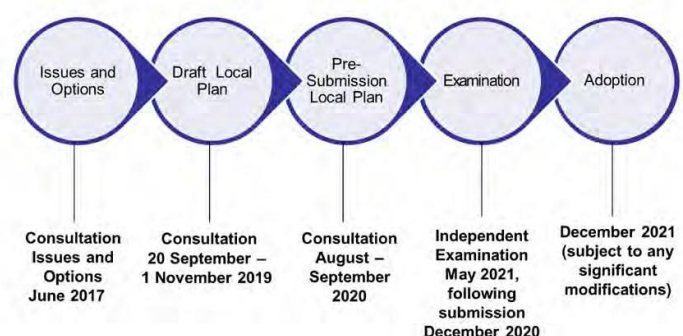 Issues and
Options
Draft Local
Plan
Pre-
Submission
Local Plan
Examination
Adoption
Consultation
Issues and
Options
June 2017
Consultation
20 September –
1 November 2019
Consultation
August –
September
2020
Independent
Examination
May 2021,
following
submission
December 2020
December 2021
(subject to any
significant
modifications)